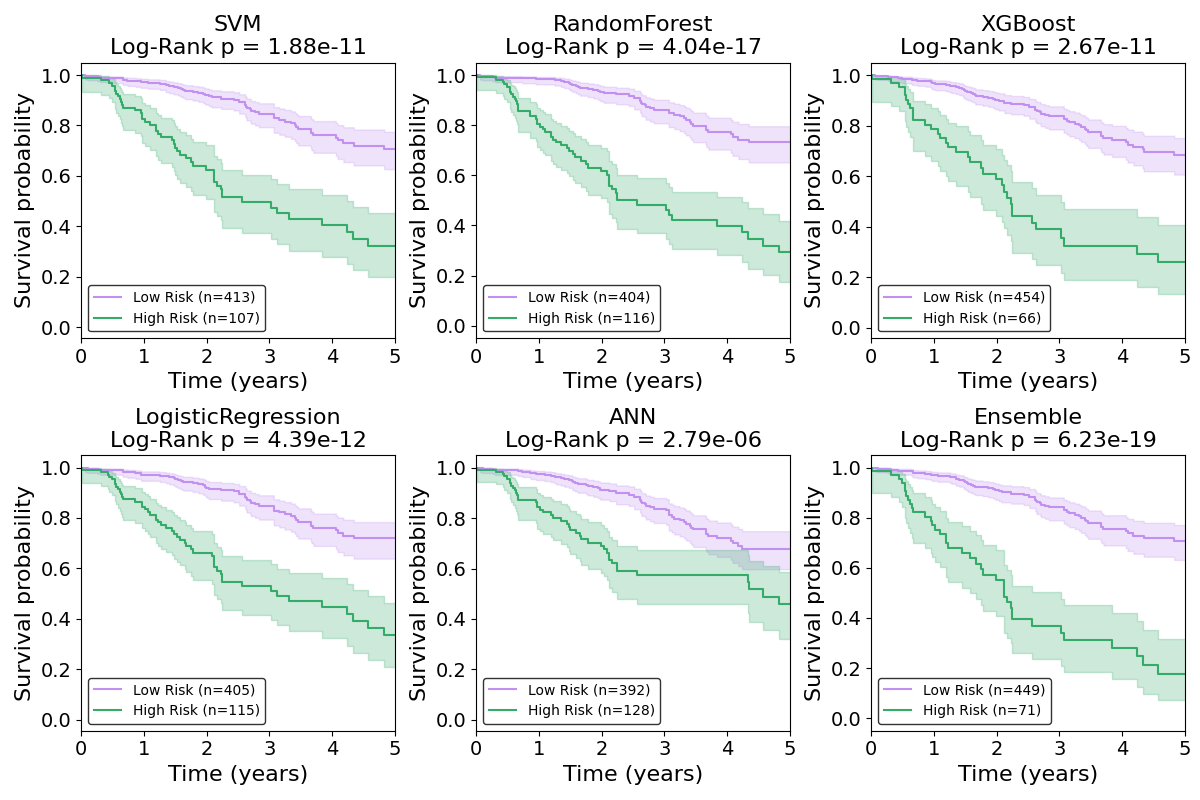 SVM
Log-Rank p = 1.88e-11
Survival probability
1.0
0.8
0.6
0.4
0.2
0.0
Low Risk (n=413)
High Risk (n=107)
0 1 2 3 4 5
Time (years)
RandomForest
Log-Rank p = 4.04e-17
Survival probability
1.0
0.8
0.6
0.4
0.2
0.0
Low Risk (n=404)
High Risk (n=116)
0 1 2 3 4 5
Time (years)
XGBoost
Log-Rank p = 2.67e-11
Survival probability
1.0
0.8
0.6
0.4
0.2
0.0
Low Risk (n=454)
High Risk (n=66)
0 1 2 3 4 5
Time (years)
LogisticRegression
Log-Rank p = 4.39e-12
Survival probability
1.0
0.8
0.6
0.4
0.2
0.0
Low Risk (n=405)
High Risk (n=115)
0 1 2 3 4 5
Time (years)
ANN
Log-Rank p = 2.79e-06
Survival probability
1.0
0.8
0.6
0.4
0.2
0.0
Low Risk (n=392)
High Risk (n=128)
0 1 2 3 4 5
Time (years)
Ensemble
Log-Rank p = 6.23e-19
Survival probability
1.0
0.8
0.6
0.4
0.2
0.0
Low Risk (n=449)
High Risk (n=71)
0 1 2 3 4 5
Time (years)